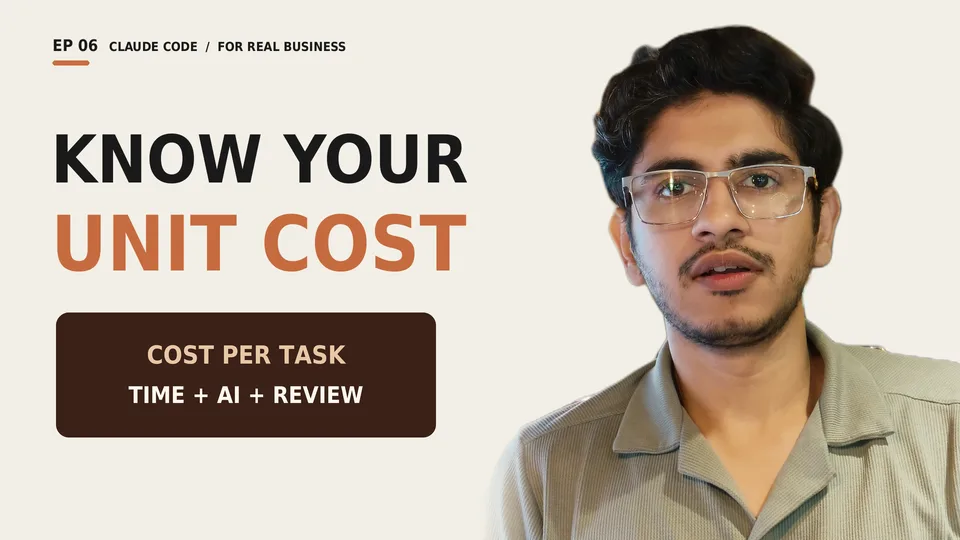 EP 06 CLAUDE CODE / FOR REAL BUSINESS
KNOW YOUR
UNIT COST
COST PER TASK
TIME + AI + REVIEW